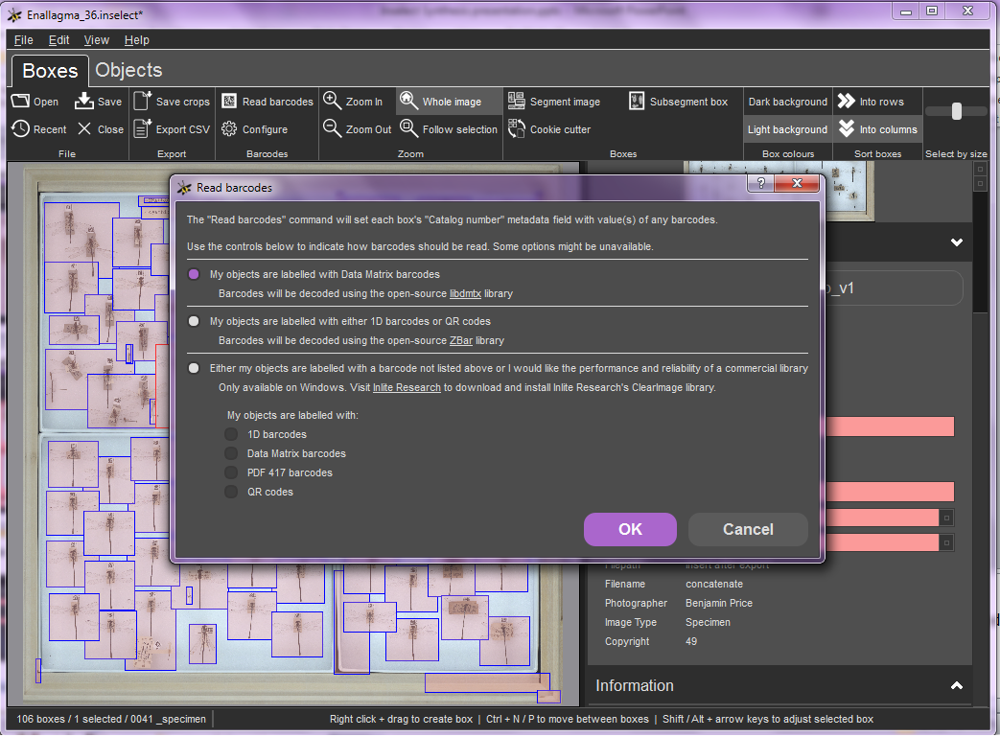 Enallagma_36.inselect*
File Edit View Help
Boxes Objects
Open Save Save crops Read barcodes Zoom In Whole image Segment image Subsegment box Dark background Into rows
Recent Close Export CSV Configure Zoom Out Follow selection Cookie cutter Light background Into columns
File Export Barcodes Zoom Boxes Box colours Sort boxes Select by size
Read barcodes
The "Read barcodes" command will set each box's "Catalog number" metadata field with value(s) of any barcodes.
Use the controls below to indicate how barcodes should be read. Some options might be unavailable.
My objects are labelled with Data Matrix barcodes
Barcodes will be decoded using the open-source libdmtx library
My objects are labelled with either 1D barcodes or QR codes
Barcodes will be decoded using the open-source ZBar library
Either my objects are labelled with a barcode not listed above or I would like the performance and reliability of a commercial library
Only available on Windows. Visit Inlite Research to download and install Inlite Research's ClearImage library.
My objects are labelled with:
1D barcodes
Data Matrix barcodes
PDF 417 barcodes
QR codes
OK Cancel
_v1
Filepath insert after export
Filename concatenate
Photographer Benjamin Price
Image Type Specimen
Copyright 49
Information
106 boxes / 1 selected / 0041 _specimen
Right click + drag to create box | Ctrl + N / P to move between boxes | Shift / Alt + arrow keys to adjust selected box